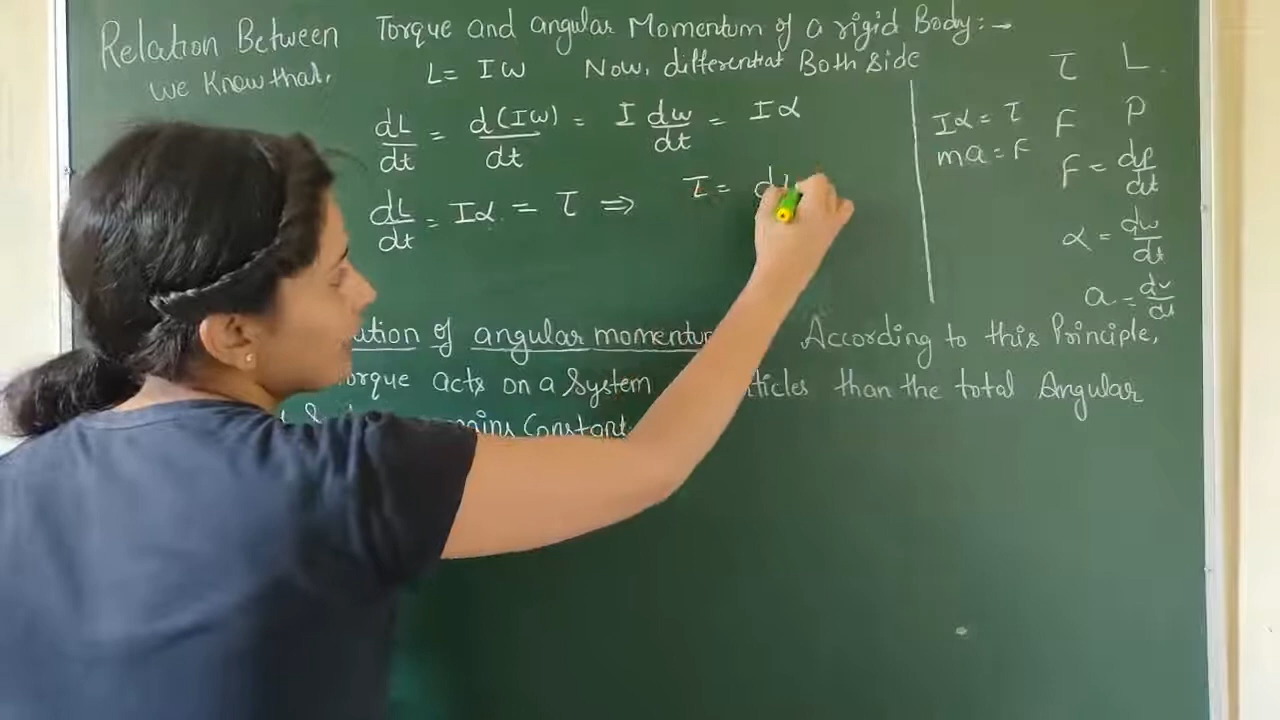 Relation Between Torque and angular Momentum of a rigid Body:-
we Know that, L = Iω Now, differentiat Both side
dL/dt = d(Iω)/dt = I dω/dt = Iα
dL/dt = Iα = τ ⇒ τ = dL
τ L
Iα = τ F P
ma = F F = dp/dt
α = dω/dt
a = dv/dt
of angular momentum According to this Principle,
torque acts on a System than the total Angular
Constant